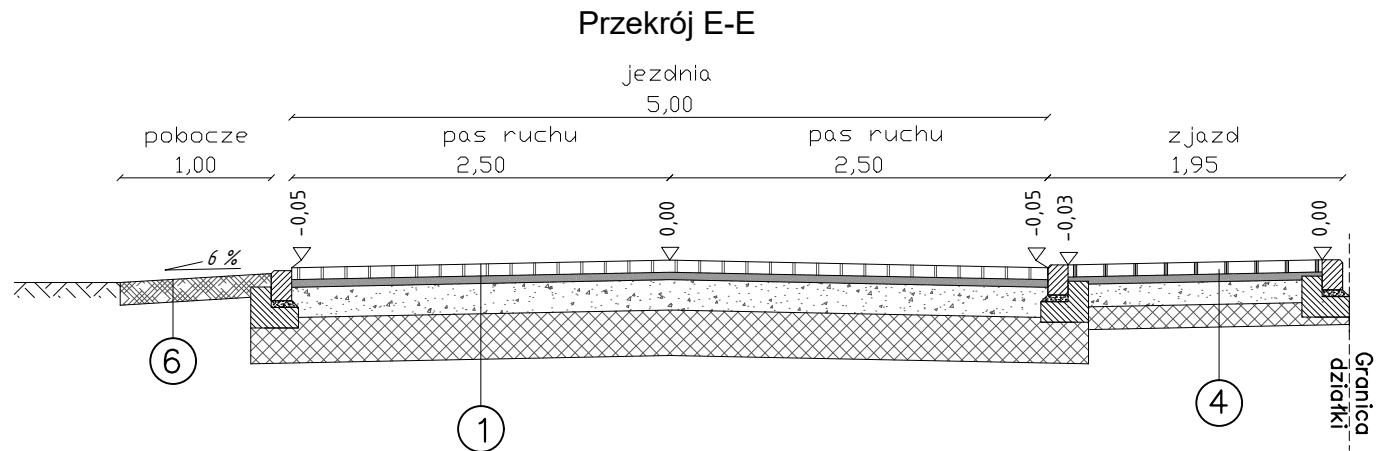 Przekrój E-E
jezdnia
5,00
pobocze
1,00
pas ruchu
2,50
pas ruchu
2,50
zjazd
1,95
-0,05
0,00
-0,05
-0,03
0,00
6 %
6
1
4
Granica
działki